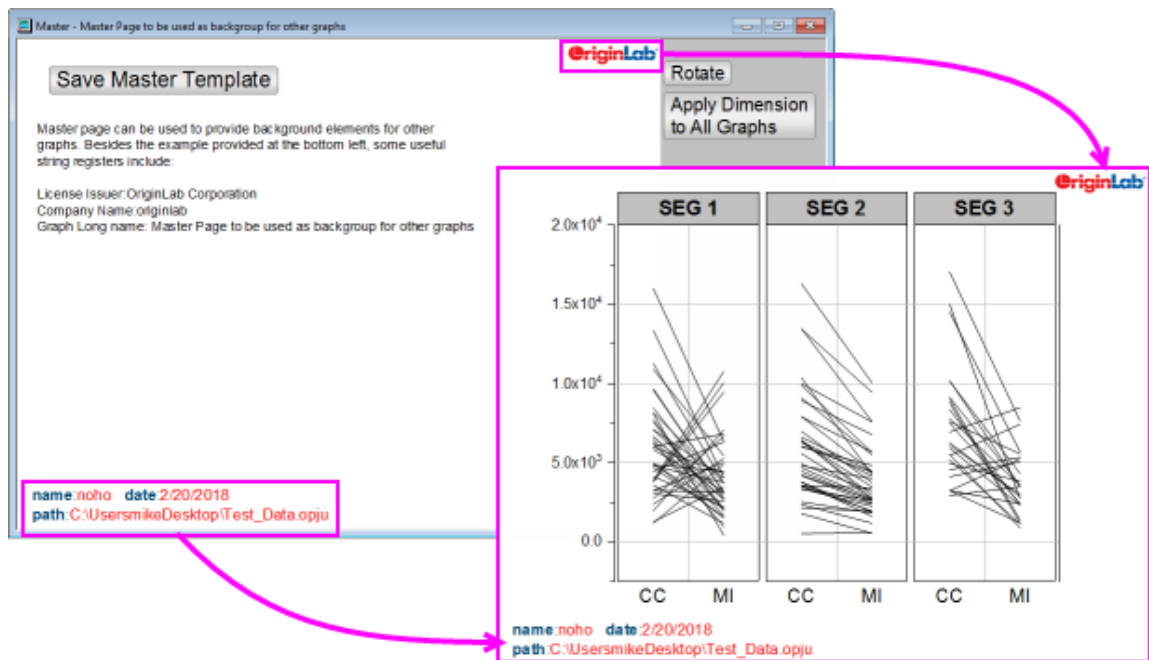 Master - Master Page to be used as backgroup for other graphs
OriginLab
Save Master Template
Rotate
Apply Dimension
to All Graphs
Master page can be used to provide background elements for other
graphs. Besides the example provided at the bottom left, some useful
string registers include:
License Issuer:OriginLab Corporation
Company Name:originlab
Graph Long name: Master Page to be used as backgroup for other graphs
name:noho date:2/20/2018
path:C:\UsersmikeDesktop\Test_Data.opju
OriginLab
SEG 1 SEG 2 SEG 3
2.0x10⁴
1.5x10⁴
1.0x10⁴
5.0x10³
0.0
CC MI CC MI CC MI
name:noho date:2/20/2018
path:C:\UsersmikeDesktop\Test_Data.opju